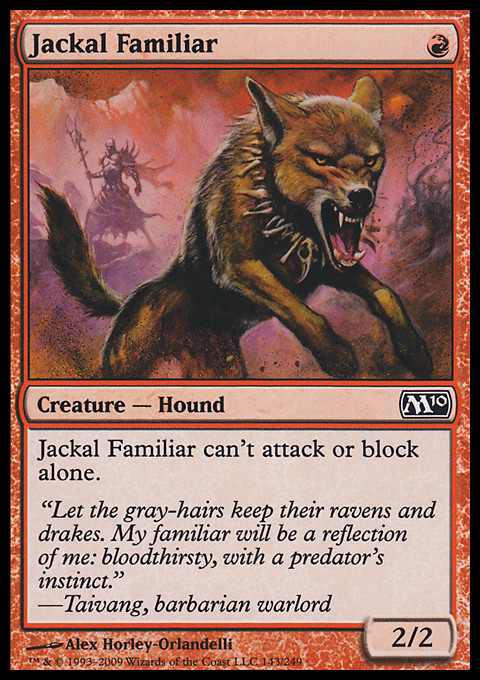 Jackal Familiar
Creature — Hound
M10
Jackal Familiar can't attack or block
alone.
“Let the gray-hairs keep their ravens and
drakes. My familiar will be a reflection
of me: bloodthirsty, with a predator's
instinct.”
—Taivang, barbarian warlord
Alex Horley-Orlandelli
2/2
™ & © 1993–2009 Wizards of the Coast LLC 143/249